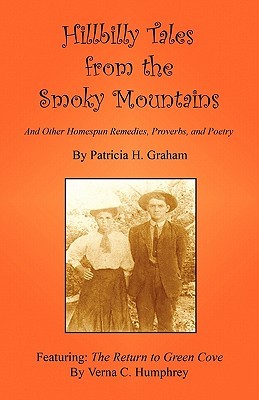 Hillbilly Tales
from the
Smoky Mountains
And Other Homespun Remedies, Proverbs, and Poetry
By Patricia H. Graham
Featuring: The Return to Green Cove
By Verna C. Humphrey